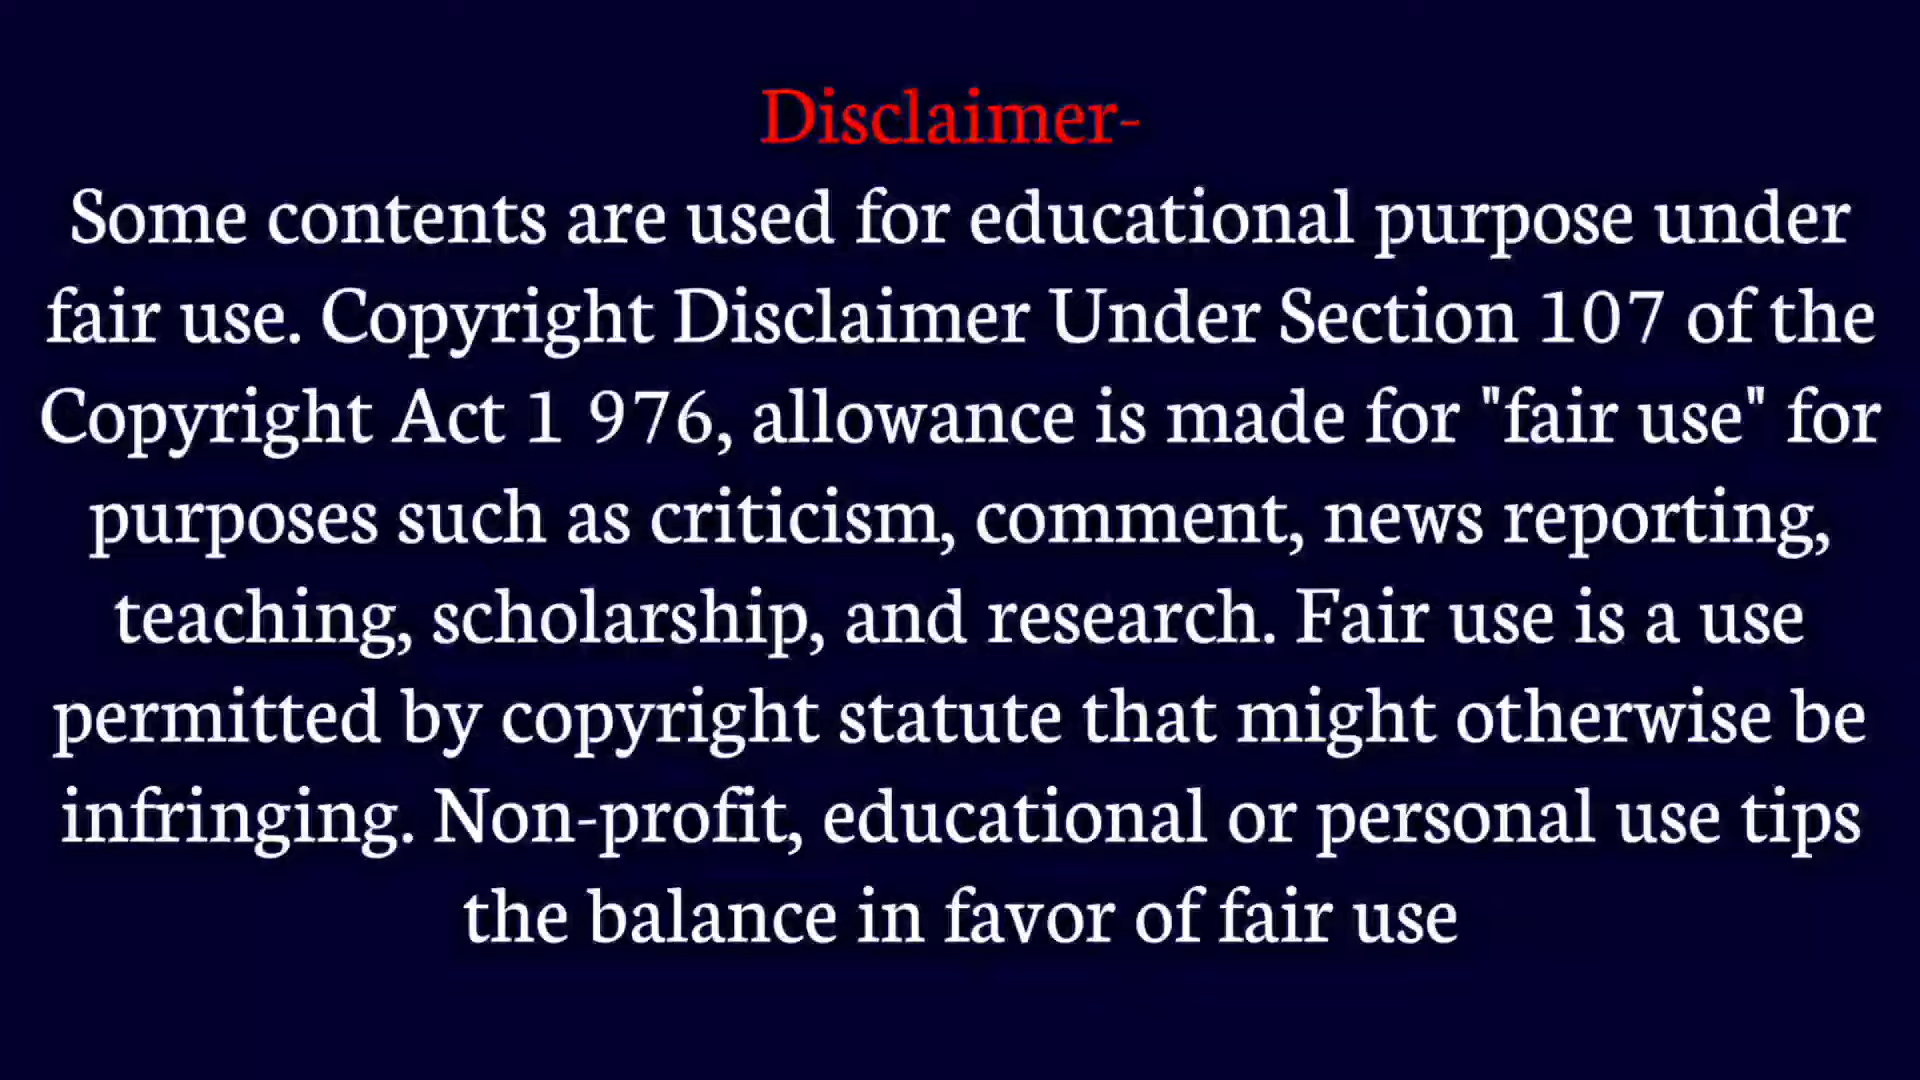 Disclaimer-
Some contents are used for educational purpose under
fair use. Copyright Disclaimer Under Section 107 of the
Copyright Act 1 976, allowance is made for "fair use" for
purposes such as criticism, comment, news reporting,
teaching, scholarship, and research. Fair use is a use
permitted by copyright statute that might otherwise be
infringing. Non-profit, educational or personal use tips
the balance in favor of fair use